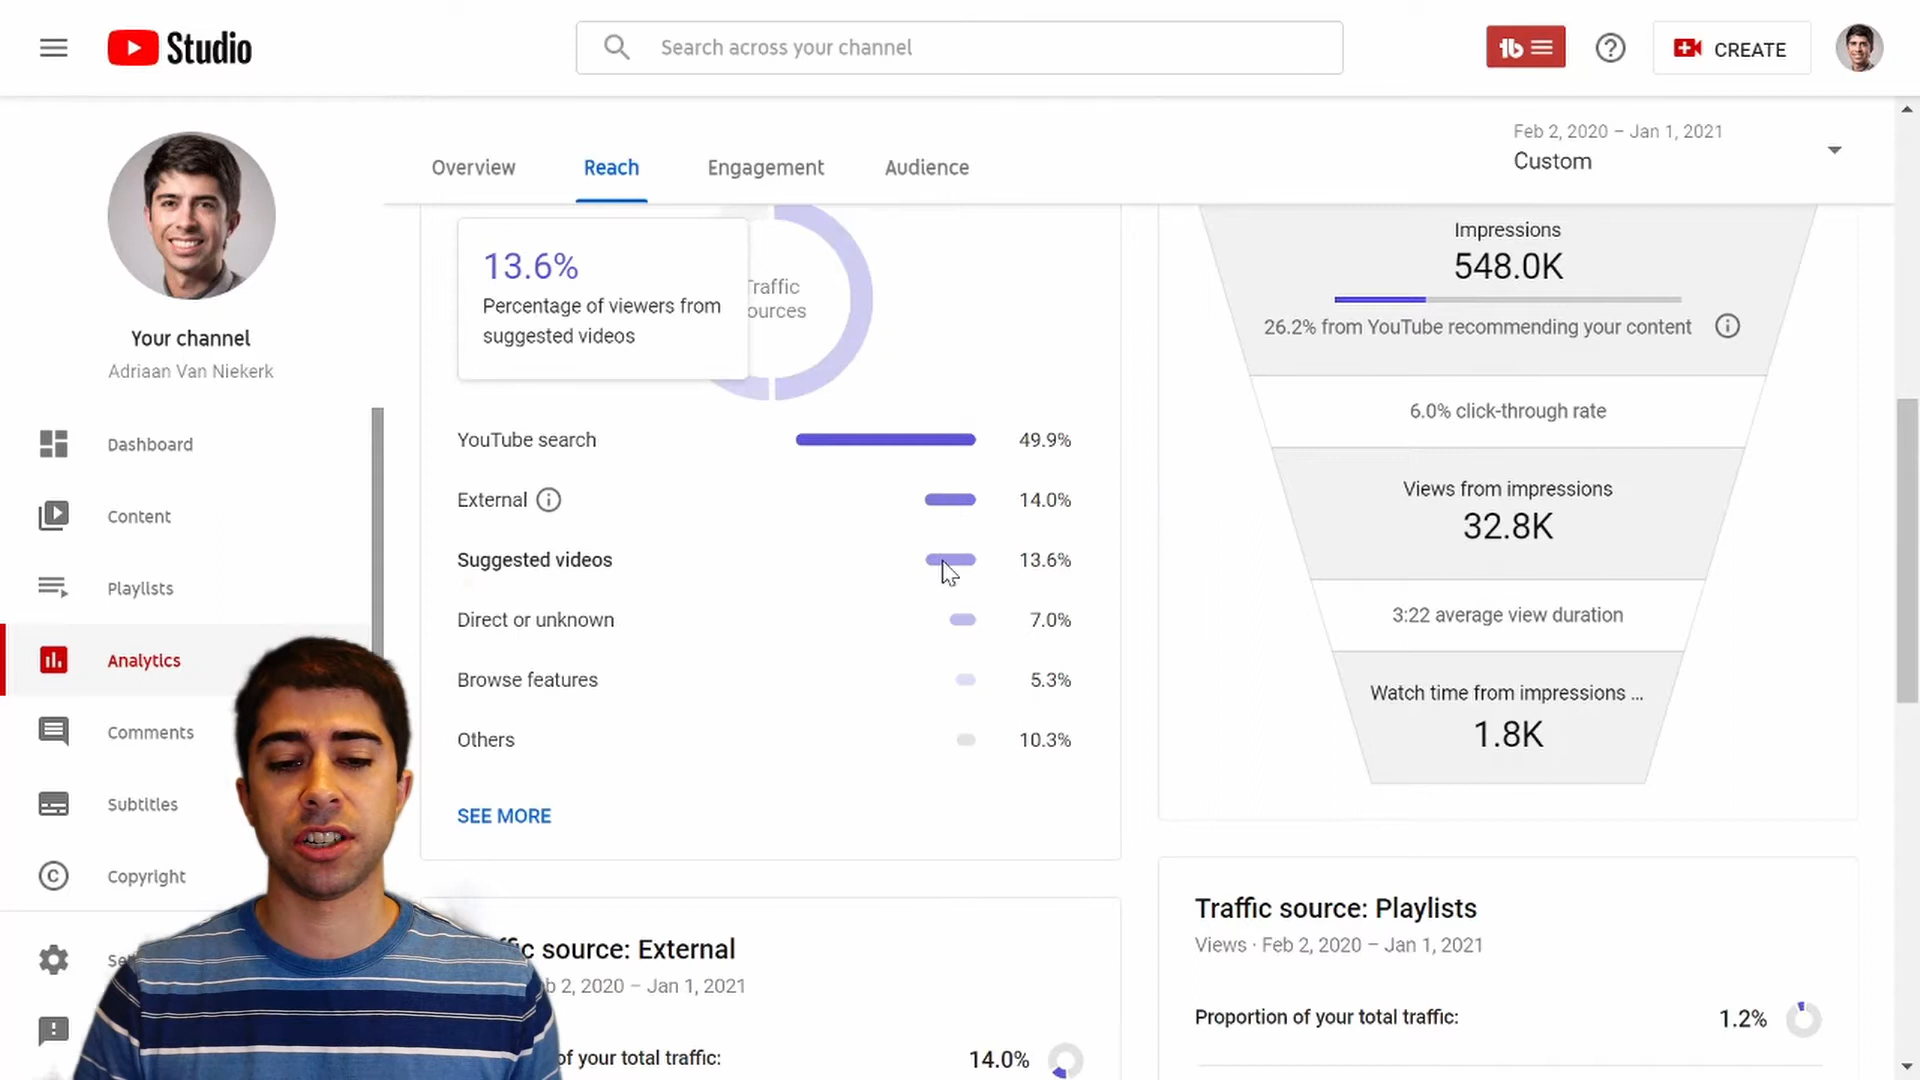 Studio
Search across your channel
CREATE
Feb 2, 2020 – Jan 1, 2021
Custom
Overview
Reach
Engagement
Audience
Your channel
Adriaan Van Niekerk
Dashboard
Content
Playlists
Analytics
Comments
Subtitles
Copyright
13.6%
Percentage of viewers from
suggested videos
YouTube search 49.9%
External 14.0%
Suggested videos 13.6%
Direct or unknown 7.0%
Browse features 5.3%
Others 10.3%
SEE MORE
Impressions
548.0K
26.2% from YouTube recommending your content
6.0% click-through rate
Views from impressions
32.8K
3:22 average view duration
Watch time from impressions ...
1.8K
source: External
2, 2020 – Jan 1, 2021
of your total traffic: 14.0%
Traffic source: Playlists
Views · Feb 2, 2020 – Jan 1, 2021
Proportion of your total traffic: 1.2%